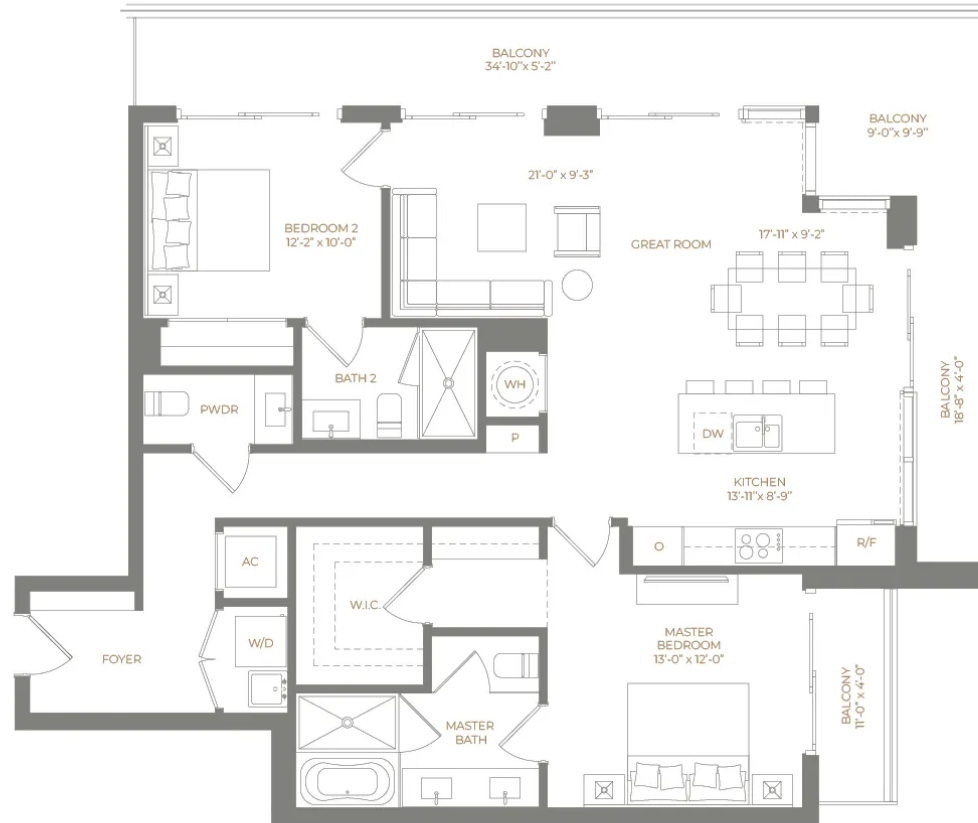 BALCONY
34'-10"x 5'-2"
BALCONY
9'-0"x 9'-9"
21'-0" x 9'-3"
BEDROOM 2
12'-2" x 10'-0"
17'-11" x 9'-2"
GREAT ROOM
BATH 2
WH
PWDR
BALCONY
18'-8" x 4'-0"
P
DW
KITCHEN
13'-11"x 8'-9"
O
R/F
AC
W.I.C.
W/D
FOYER
MASTER
BEDROOM
13'-0" x 12'-0"
BALCONY
11'-0" x 4'-0"
MASTER
BATH